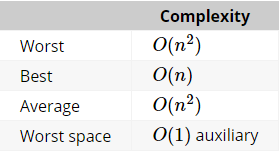 Complexity
Worst O(n²)
Best O(n)
Average O(n²)
Worst space O(1) auxiliary